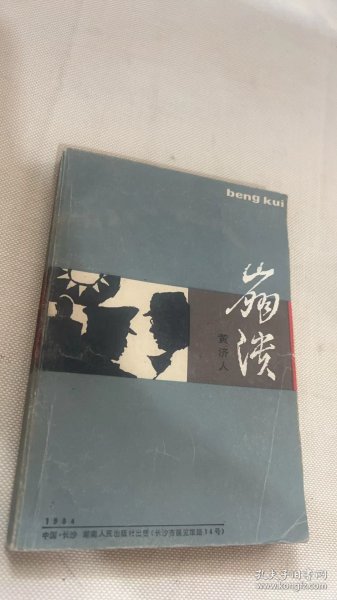 beng kui
崩溃
黄济人
1984
中国·长沙 湖南人民出版社出版(长沙市展览馆路14号)
孔夫子旧书网